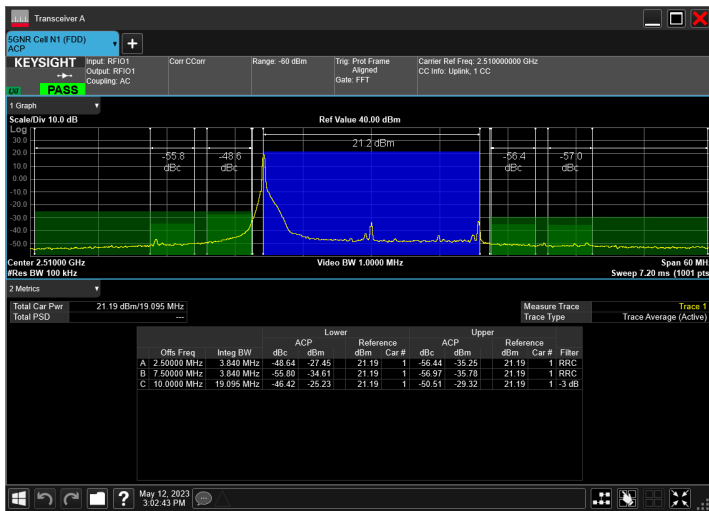 Transceiver A
5GNR Cell N1 (FDD)
ACP
KEYSIGHT
Input: RFIO1
Output: RFIO1
Coupling: AC
Corr CCorr
Range: -60 dBm
Trig: Prot Frame
Aligned
Gate: FFT
Carrier Ref Freq: 2.510000000 GHz
CC Info: Uplink, 1 CC
PASS
1 Graph
Scale/Div 10.0 dB
Ref Value 40.00 dBm
Log
30.0
20.0
10.0
0.00
-10.0
-20.0
-30.0
-40.0
-50.0
-55.8
dBc
-48.6
dBc
21.2 dBm
-56.4
dBc
-57.0
dBc
Center 2.51000 GHz
Video BW 1.0000 MHz
Span 60 MH
#Res BW 100 kHz
Sweep 7.20 ms (1001 pts
2 Metrics
Total Car Pwr 21.19 dBm/19.095 MHz
Total PSD ---
Measure Trace Trace 1
Trace Type Trace Average (Active)
Lower Upper
ACP Reference ACP Reference
Offs Freq Integ BW dBc dBm dBm Car # dBc dBm dBm Car # Filter
A 2.50000 MHz 3.840 MHz -48.64 -27.45 21.19 1 -56.44 -35.25 21.19 1 RRC
B 7.50000 MHz 3.840 MHz -55.80 -34.61 21.19 1 -56.97 -35.78 21.19 1 RRC
C 10.0000 MHz 19.095 MHz -46.42 -25.23 21.19 1 -50.51 -29.32 21.19 1 -3 dB
?
May 12, 2023
3:02:43 PM